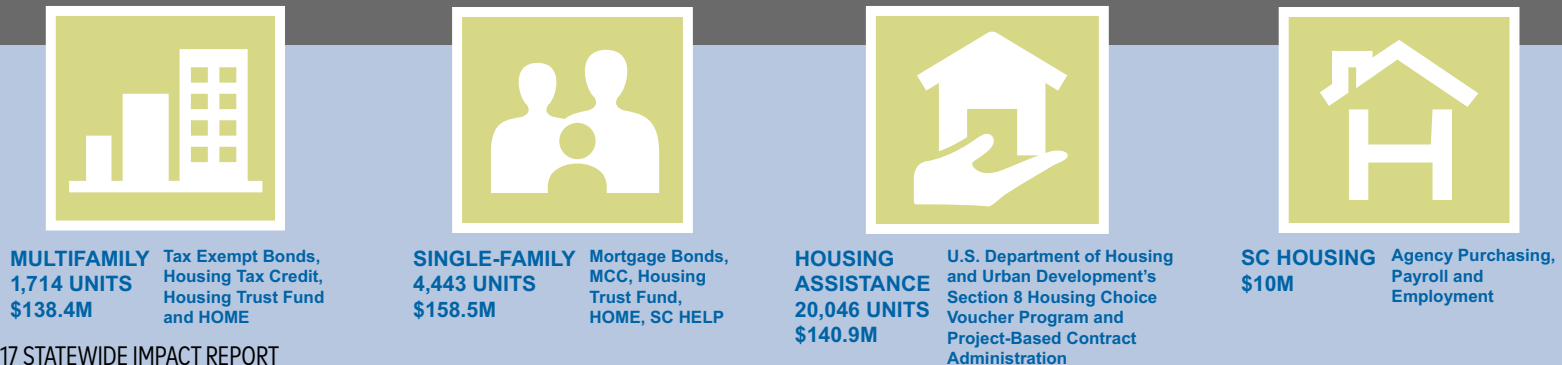 MULTIFAMILY
1,714 UNITS
$138.4M
Tax Exempt Bonds,
Housing Tax Credit,
Housing Trust Fund
and HOME
SINGLE-FAMILY
4,443 UNITS
$158.5M
Mortgage Bonds,
MCC, Housing
Trust Fund,
HOME, SC HELP
HOUSING
ASSISTANCE
20,046 UNITS
$140.9M
U.S. Department of Housing
and Urban Development’s
Section 8 Housing Choice
Voucher Program and
Project-Based Contract
Administration
SC HOUSING
$10M
Agency Purchasing,
Payroll and
Employment
17 STATEWIDE IMPACT REPORT